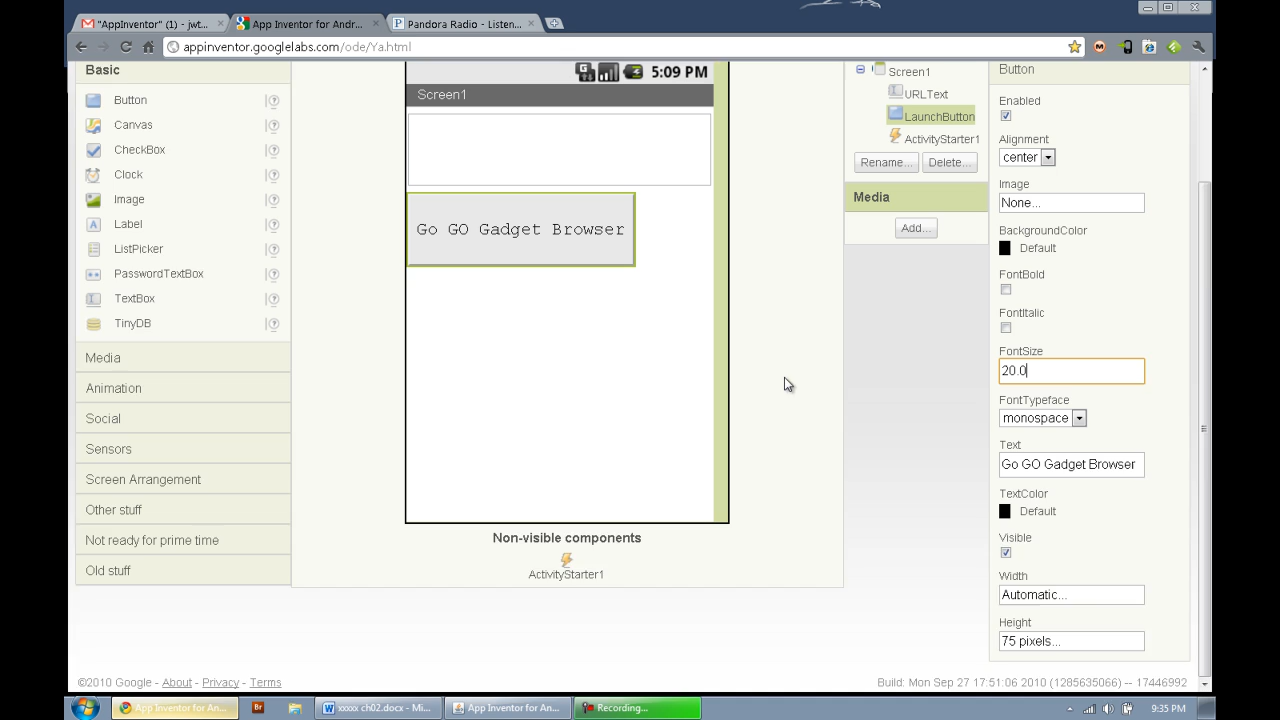 "AppInventor" (1) - jwt...
App Inventor for Andr...
Pandora Radio - Listen...
appinventor.googlelabs.com/ode/Ya.html
Basic
Button
Canvas
CheckBox
Clock
Image
Label
ListPicker
PasswordTextBox
TextBox
TinyDB
Media
Animation
Social
Sensors
Screen Arrangement
Other stuff
Not ready for prime time
Old stuff
5:09 PM
Screen1
Go GO Gadget Browser
Non-visible components
ActivityStarter1
Screen1
URLText
LaunchButton
ActivityStarter1
Rename...
Delete...
Media
Add...
Button
Enabled
Alignment
center
Image
None...
BackgroundColor
Default
FontBold
FontItalic
FontSize
20.0
FontTypeface
monospace
Text
Go GO Gadget Browser
TextColor
Default
Visible
Width
Automatic...
Height
75 pixels...
©2010 Google - About - Privacy - Terms
Build: Mon Sep 27 17:51:06 2010 (1285635066) -- 17446992
App Inventor for An...
Br
xxxxx ch02.docx - Mi...
App Inventor for An...
Recording...
9:35 PM